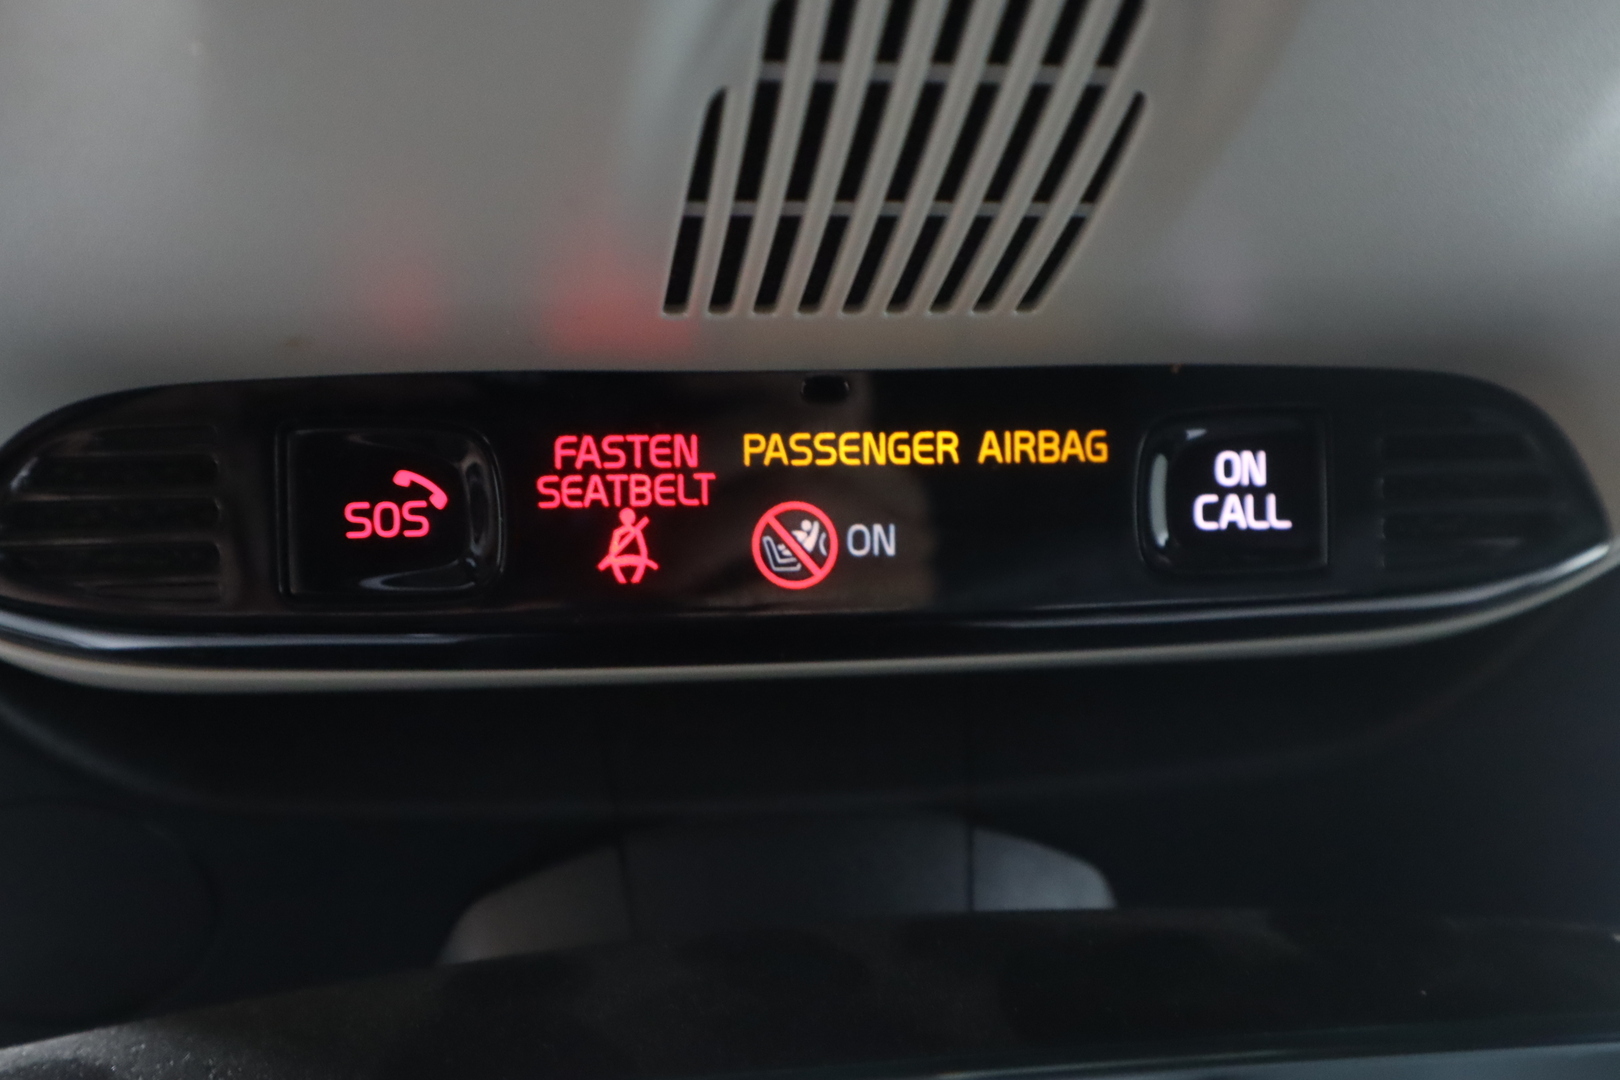 SOS
FASTEN
SEATBELT
PASSENGER AIRBAG
ON
ON
CALL